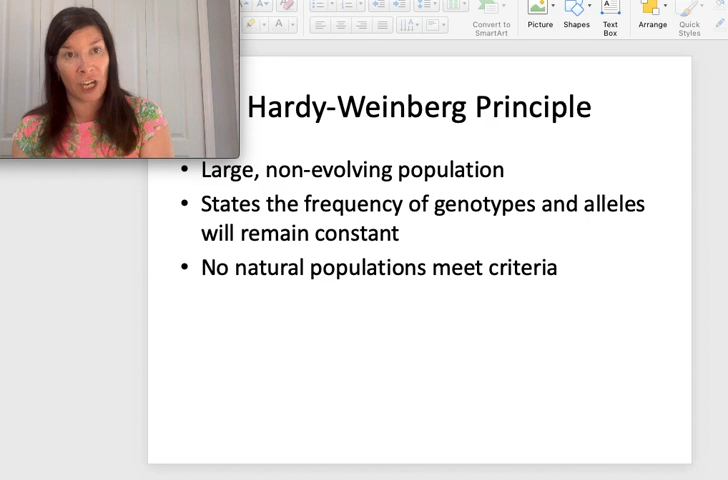 Convert to
SmartArt
Picture
Shapes
Text
Box
Arrange
Quick
Styles
Hardy-Weinberg Principle
• Large, non-evolving population
• States the frequency of genotypes and alleles
will remain constant
• No natural populations meet criteria